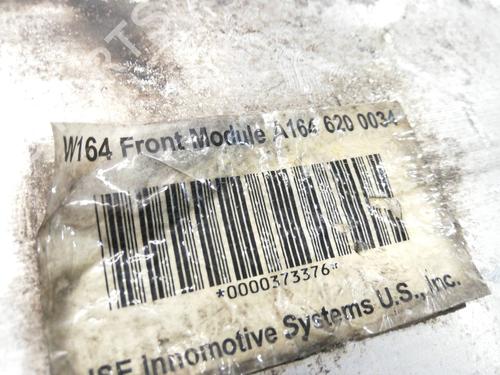 W164 Front Module A164 620 0034
*0000373376*
ISE Innomotive Systems U.S., Inc.